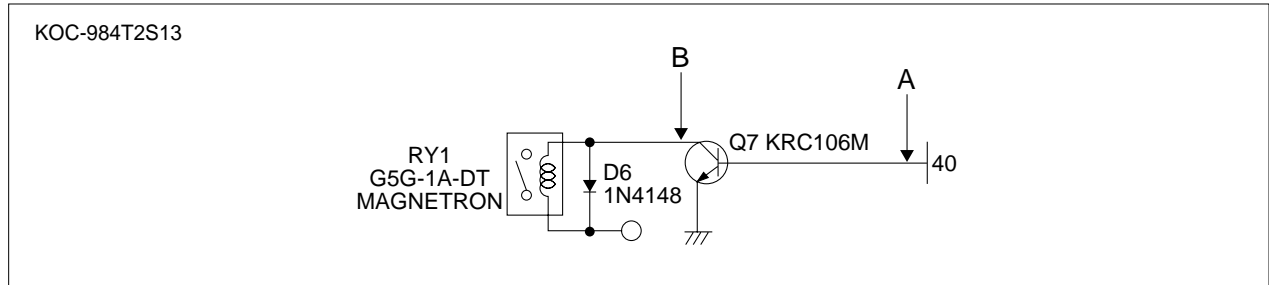 KOC-984T2S13
B
A
Q7 KRC106M
40
RY1
G5G-1A-DT
MAGNETRON
D6
1N4148